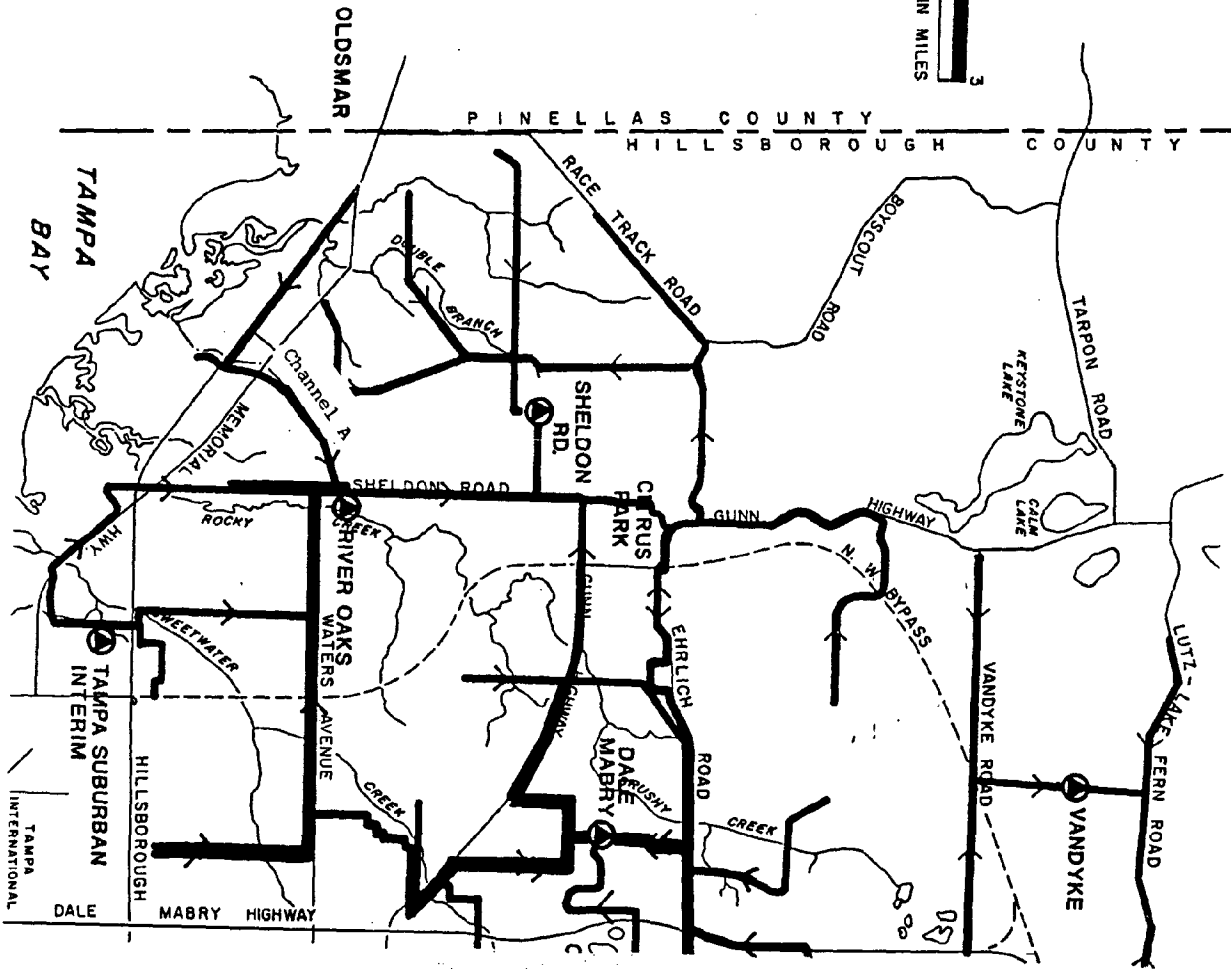 IN MILES
3
OLDSMAR
PINELLAS COUNTY
HILLSBOROUGH COUNTY
TAMPA
BAY
RACE TRACK ROAD
BOYSCOUT
ROAD
TARPON ROAD
KEYSTONE
LAKE
CALM
LAKE
DOUBLE
BRANCH
Channel A
MEMORIAL
HWY.
SHELDON
RD.
SHELDON ROAD
ROCKY
CREEK
RIVER OAKS
PARK
GUNN
HIGHWAY
N. W. BYPASS
GUNN
EHRLICH
ROAD
WATERS
AVENUE
SWEETWATER
CREEK
TAMPA SUBURBAN
INTERIM
HILLSBOROUGH
TAMPA
INTERNATIONAL
DALE MABRY HIGHWAY
DALE
MABRY
BRUSHY
CREEK
VANDYKE ROAD
VANDYKE
LUTZ-LAKE FERN ROAD